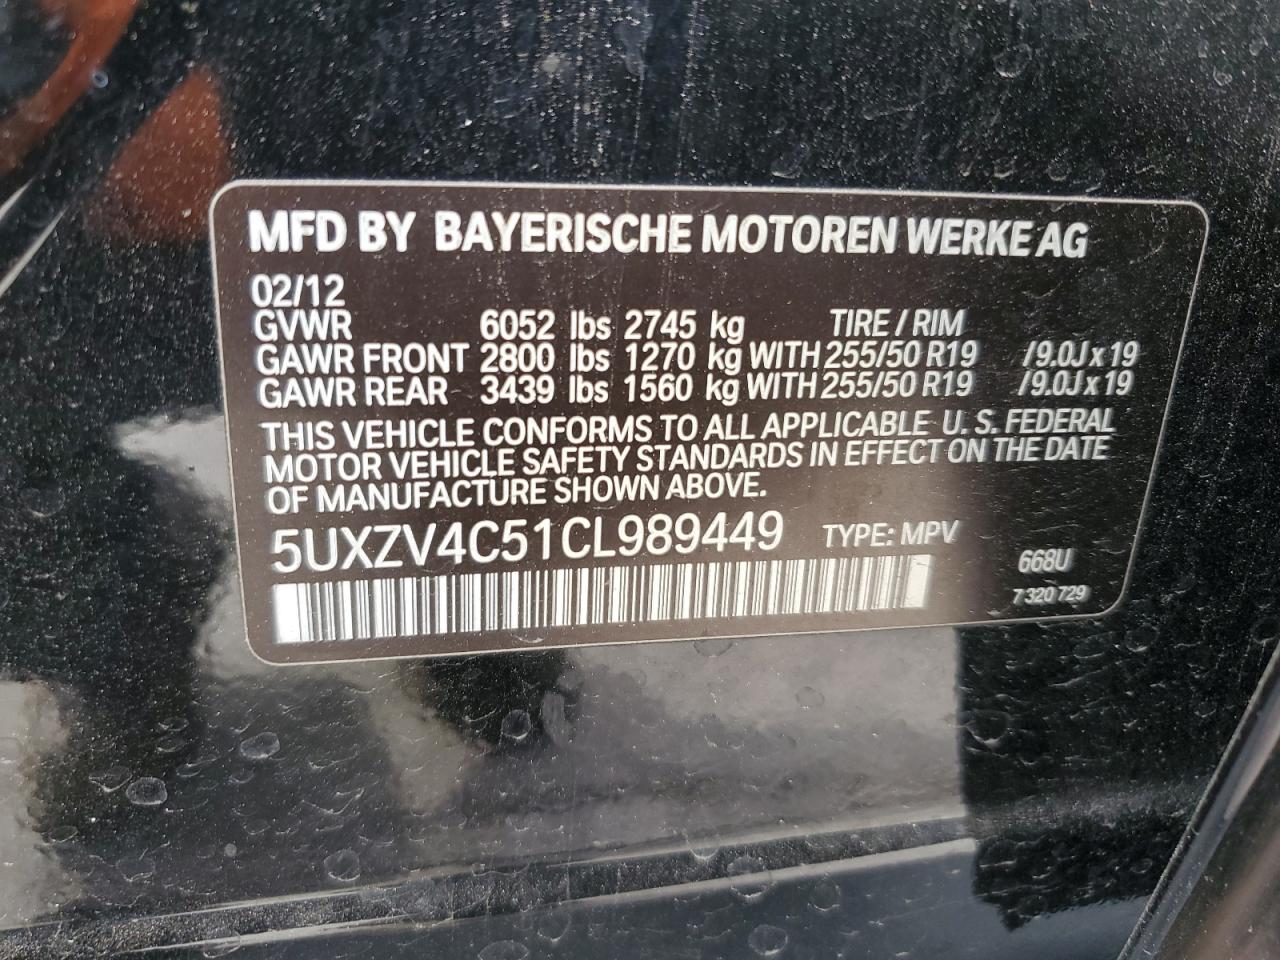 MFD BY BAYERISCHE MOTOREN WERKE AG
02/12
GVWR 6052 lbs 2745 kg TIRE / RIM
GAWR FRONT 2800 lbs 1270 kg WITH 255/50 R19 /9.0J x 19
GAWR REAR 3439 lbs 1560 kg WITH 255/50 R19 /9.0J x 19
THIS VEHICLE CONFORMS TO ALL APPLICABLE U. S. FEDERAL
MOTOR VEHICLE SAFETY STANDARDS IN EFFECT ON THE DATE
OF MANUFACTURE SHOWN ABOVE.
5UXZV4C51CL989449 TYPE: MPV
668U
7 320 729